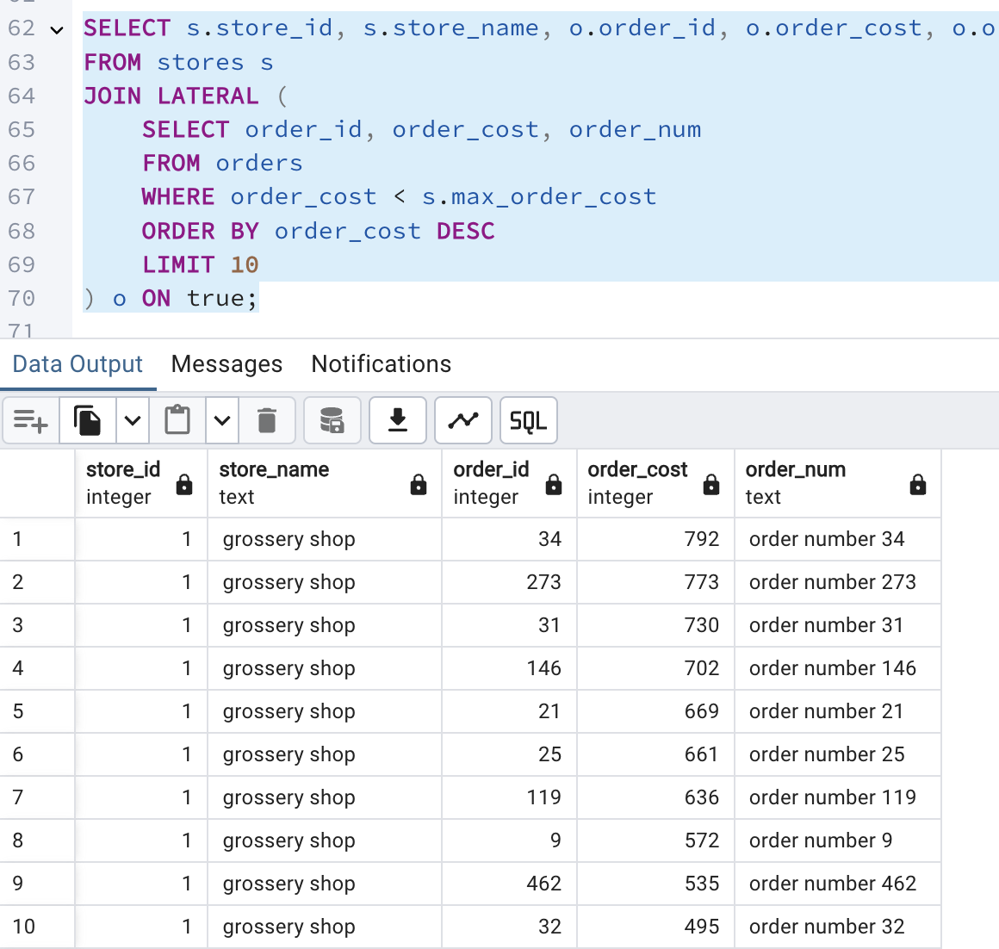 62 SELECT s.store_id, s.store_name, o.order_id, o.order_cost, o.o
63 FROM stores s
64 JOIN LATERAL (
65 SELECT order_id, order_cost, order_num
66 FROM orders
67 WHERE order_cost < s.max_order_cost
68 ORDER BY order_cost DESC
69 LIMIT 10
70 ) o ON true;
71
Data Output Messages Notifications
SQL
store_id store_name order_id order_cost order_num
integer text integer integer text
1 1 grossery shop 34 792 order number 34
2 1 grossery shop 273 773 order number 273
3 1 grossery shop 31 730 order number 31
4 1 grossery shop 146 702 order number 146
5 1 grossery shop 21 669 order number 21
6 1 grossery shop 25 661 order number 25
7 1 grossery shop 119 636 order number 119
8 1 grossery shop 9 572 order number 9
9 1 grossery shop 462 535 order number 462
10 1 grossery shop 32 495 order number 32